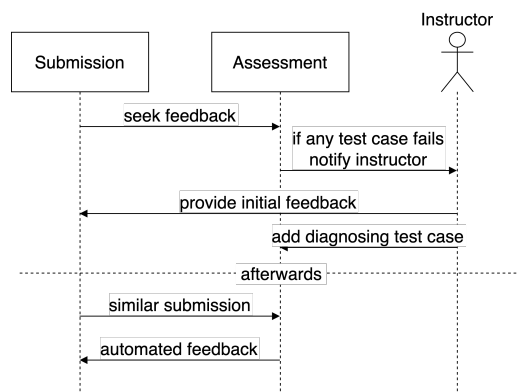 Instructor
Submission
Assessment
seek feedback
if any test case fails
notify instructor
provide initial feedback
add diagnosing test case
afterwards
similar submission
automated feedback